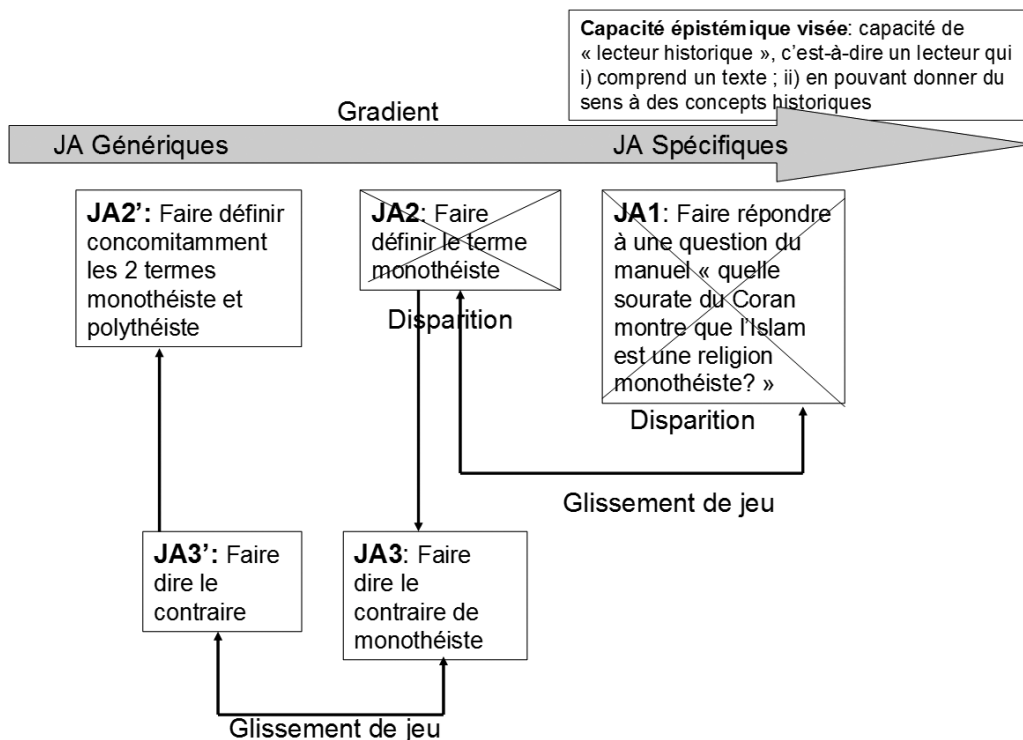 Capacité épistémique visée: capacité de
« lecteur historique », c’est-à-dire un lecteur qui
i) comprend un texte ; ii) en pouvant donner du
sens à des concepts historiques
Gradient
JA Génériques
JA Spécifiques
JA2’: Faire définir
concomitamment
les 2 termes
monothéiste et
polythéiste
JA2: Faire
définir le terme
monothéiste
Disparition
JA1: Faire répondre
à une question du
manuel « quelle
sourate du Coran
montre que l’Islam
est une religion
monothéiste? »
Disparition
Glissement de jeu
JA3’: Faire
dire le
contraire
JA3: Faire
dire le
contraire de
monothéiste
Glissement de jeu